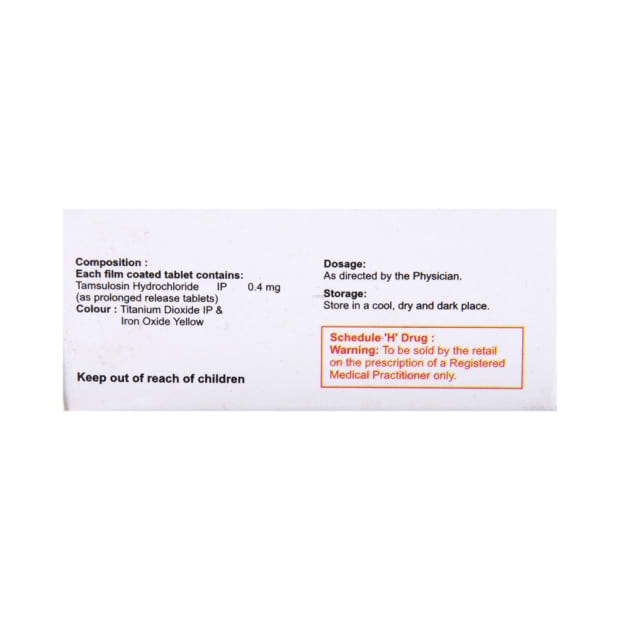 Composition :
Each film coated tablet contains:
Tamsulosin Hydrochloride IP 0.4 mg
(as prolonged release tablets)
Colour : Titanium Dioxide IP &
Iron Oxide Yellow
Keep out of reach of children
Dosage:
As directed by the Physician.
Storage:
Store in a cool, dry and dark place.
Schedule 'H' Drug :
Warning: To be sold by the retail
on the prescription of a Registered
Medical Practitioner only.